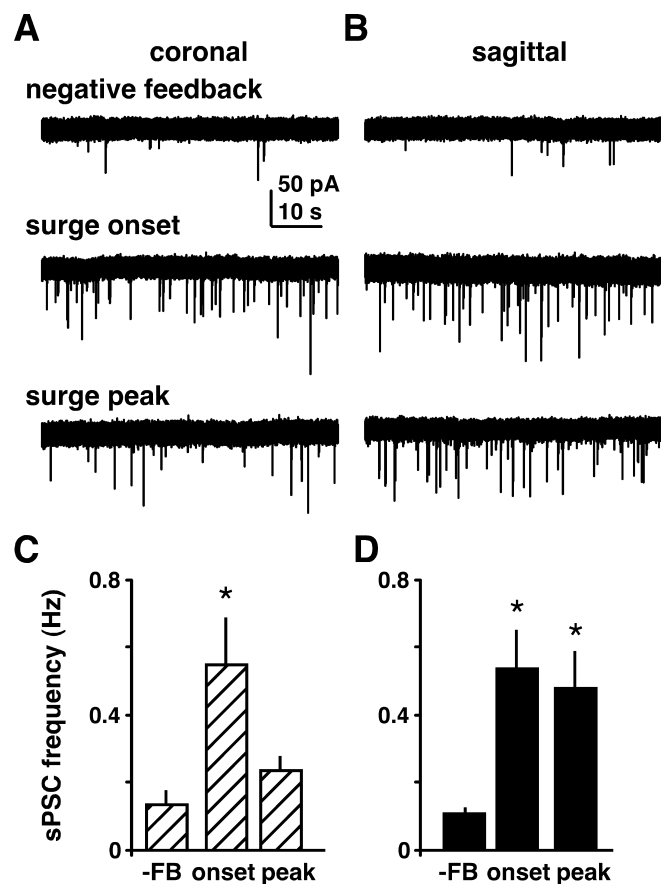 A
B
coronal
sagittal
negative feedback
50 pA
10 s
surge onset
surge peak
C
D
0.8
0.4
0
sPSC frequency (Hz)
*
-FB onset peak
0.8
0.4
0
*
*
-FB onset peak